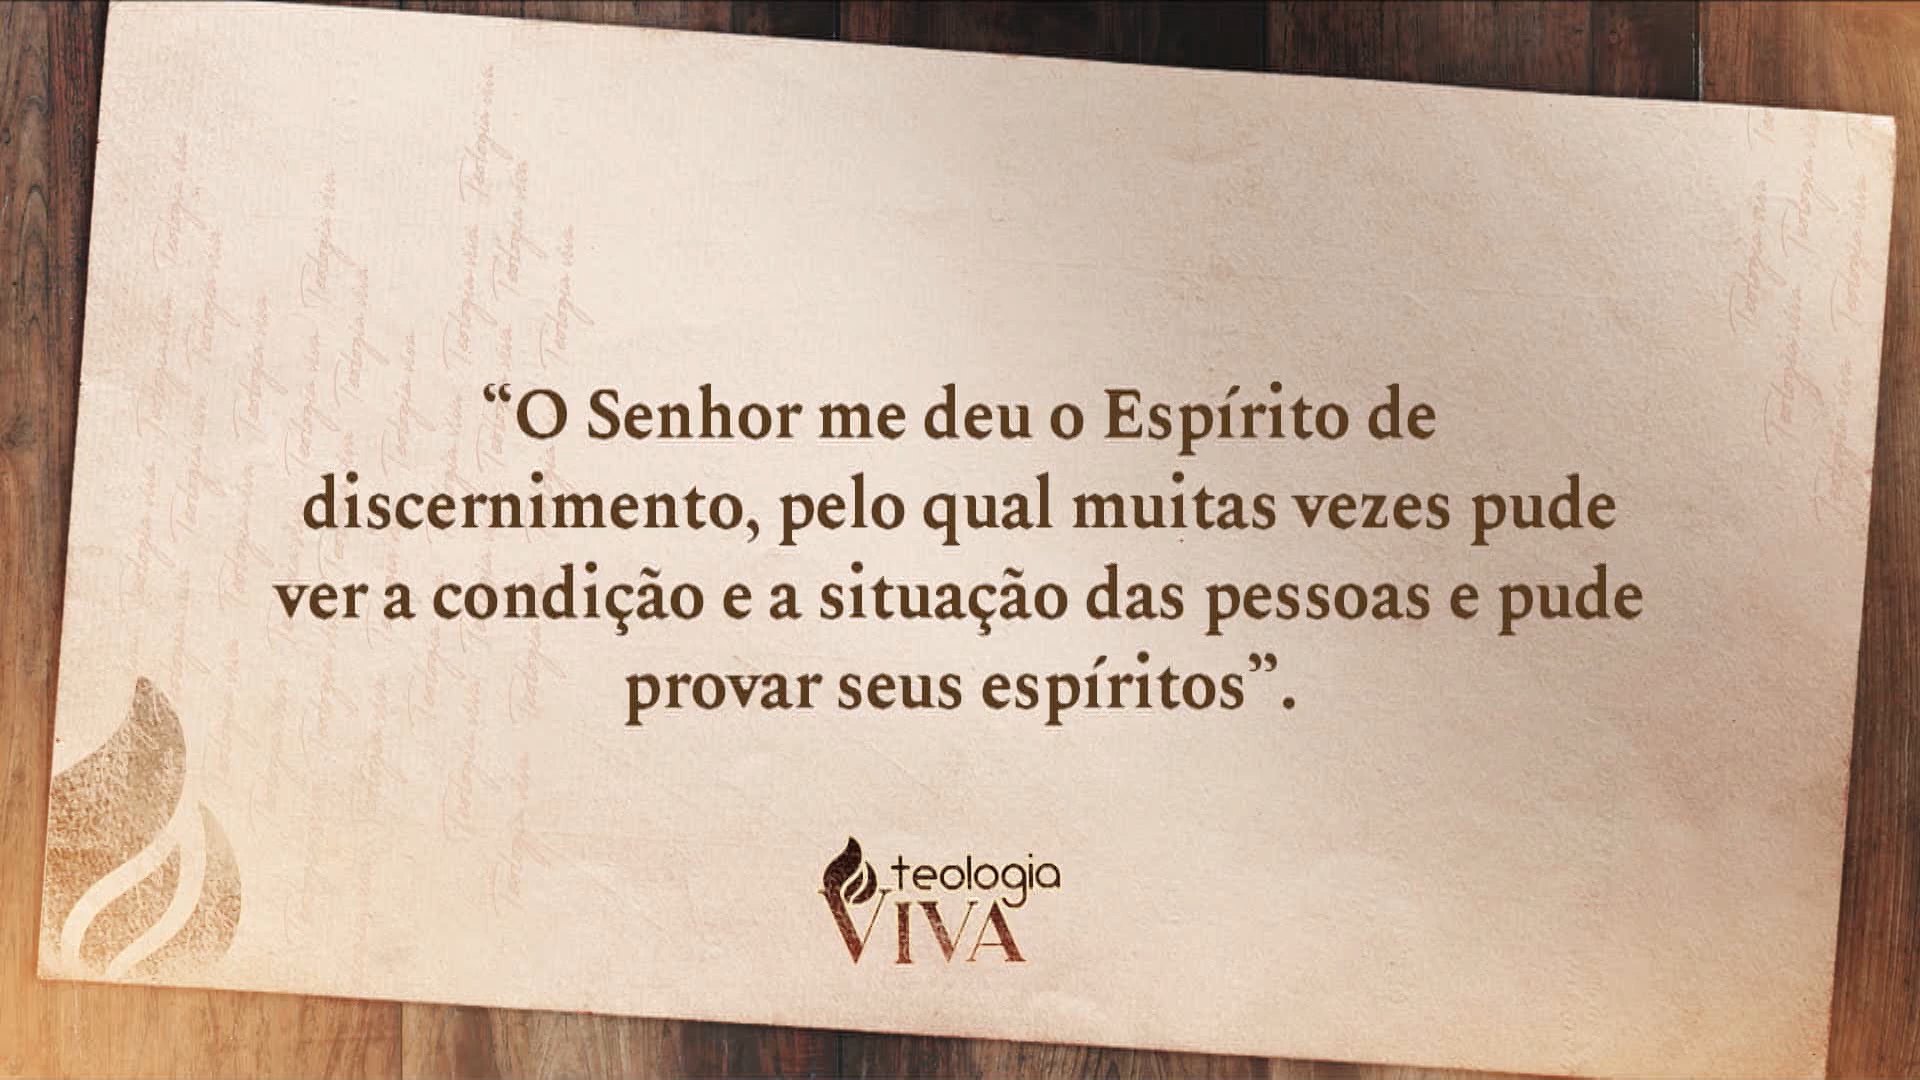 “O Senhor me deu o Espírito de
discernimento, pelo qual muitas vezes pude
ver a condição e a situação das pessoas e pude
provar seus espíritos”.
teologia
VIVA